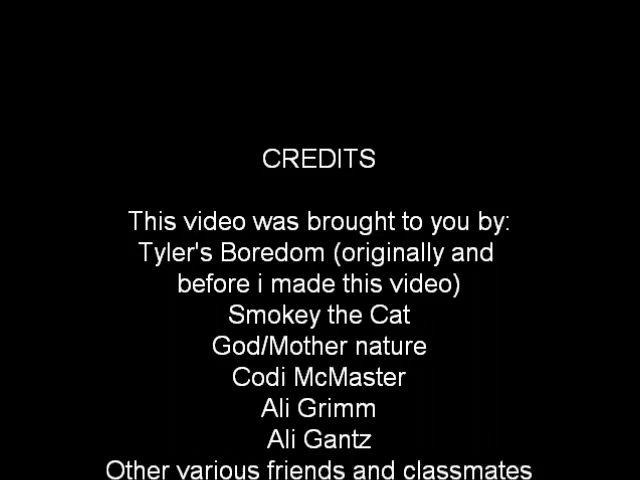 CREDITS
This video was brought to you by:
Tyler's Boredom (originally and
before i made this video)
Smokey the Cat
God/Mother nature
Codi McMaster
Ali Grimm
Ali Gantz
Other various friends and classmates